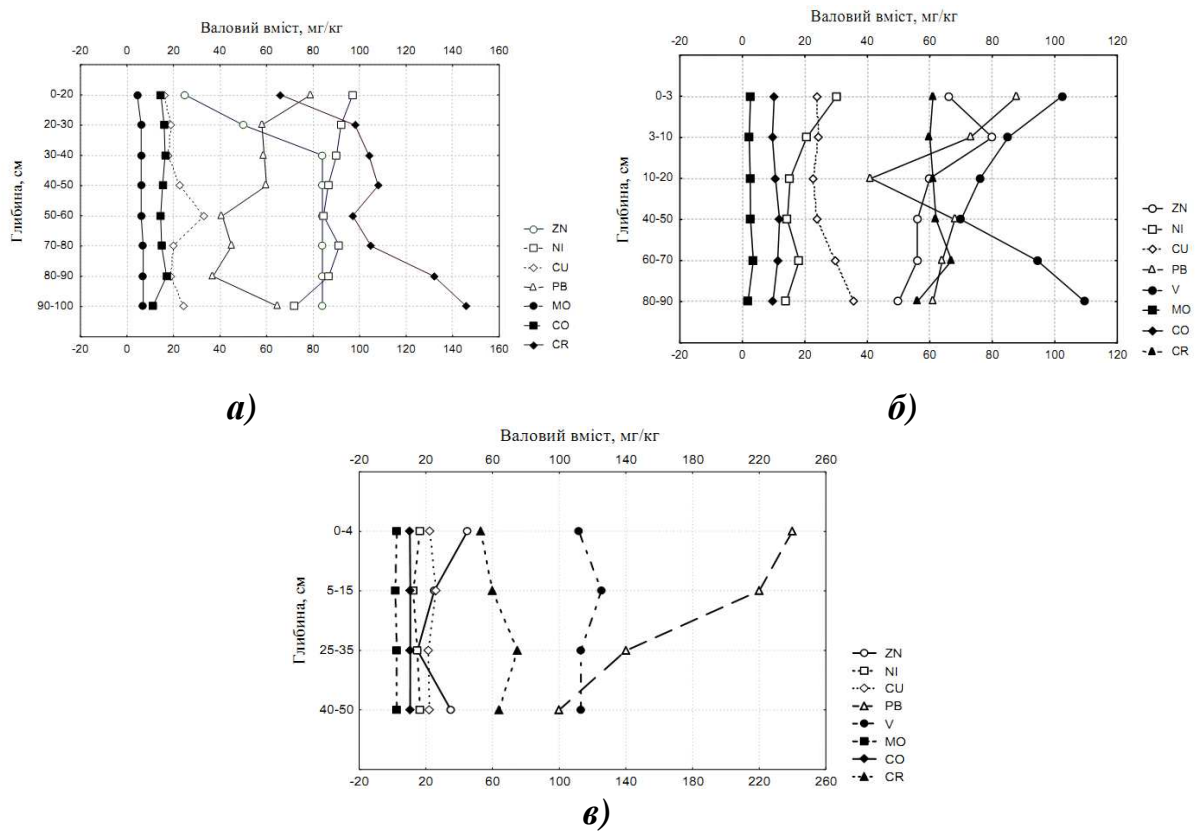 Валовий вміст, мг/кг
-20 0 20 40 60 80 100 120 140 160
Глибина, см
0-20
20-30
30-40
40-50
50-60
70-80
80-90
90-100
-20 0 20 40 60 80 100 120 140 160
ZN
NI
CU
PB
MO
CO
CR
а)
Валовий вміст, мг/кг
-20 0 20 40 60 80 100 120
Глибина, см
0-3
3-10
10-20
40-50
60-70
80-90
-20 0 20 40 60 80 100 120
ZN
NI
CU
PB
V
MO
CO
CR
б)
Валовий вміст, мг/кг
-20 20 60 100 140 180 220 260
Глибина, см
0-4
5-15
25-35
40-50
-20 20 60 100 140 180 220 260
ZN
NI
CU
PB
V
MO
CO
CR
в)